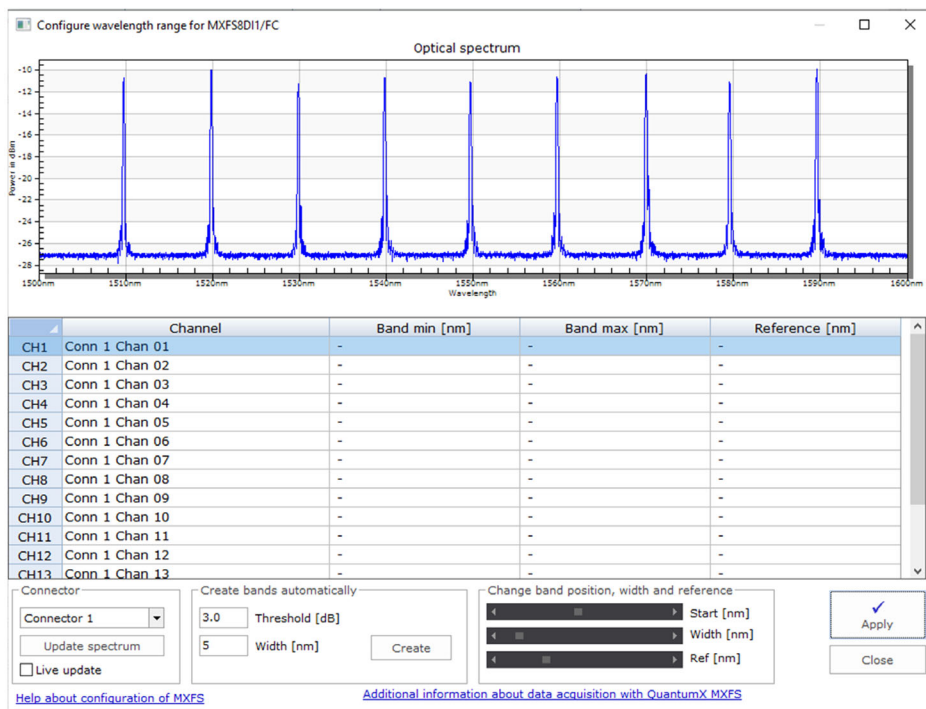 Configure wavelength range for MXFS8DI1/FC
Optical spectrum
-10
-12
-14
-16
-18
-20
-22
-24
-26
-28
Power in dBm
1500nm 1510nm 1520nm 1530nm 1540nm 1550nm 1560nm 1570nm 1580nm 1590nm 1600nm
Wavelength
Channel Band min [nm] Band max [nm] Reference [nm]
CH1 Conn 1 Chan 01 - - -
CH2 Conn 1 Chan 02 - - -
CH3 Conn 1 Chan 03 - - -
CH4 Conn 1 Chan 04 - - -
CH5 Conn 1 Chan 05 - - -
CH6 Conn 1 Chan 06 - - -
CH7 Conn 1 Chan 07 - - -
CH8 Conn 1 Chan 08 - - -
CH9 Conn 1 Chan 09 - - -
CH10 Conn 1 Chan 10 - - -
CH11 Conn 1 Chan 11 - - -
CH12 Conn 1 Chan 12 - - -
CH13 Conn 1 Chan 13 - - -
Connector
Connector 1
Update spectrum
Live update
Create bands automatically
3.0 Threshold [dB]
5 Width [nm]
Create
Change band position, width and reference
Start [nm]
Width [nm]
Ref [nm]
Apply
Close
Help about configuration of MXFS
Additional information about data acquisition with QuantumX MXFS